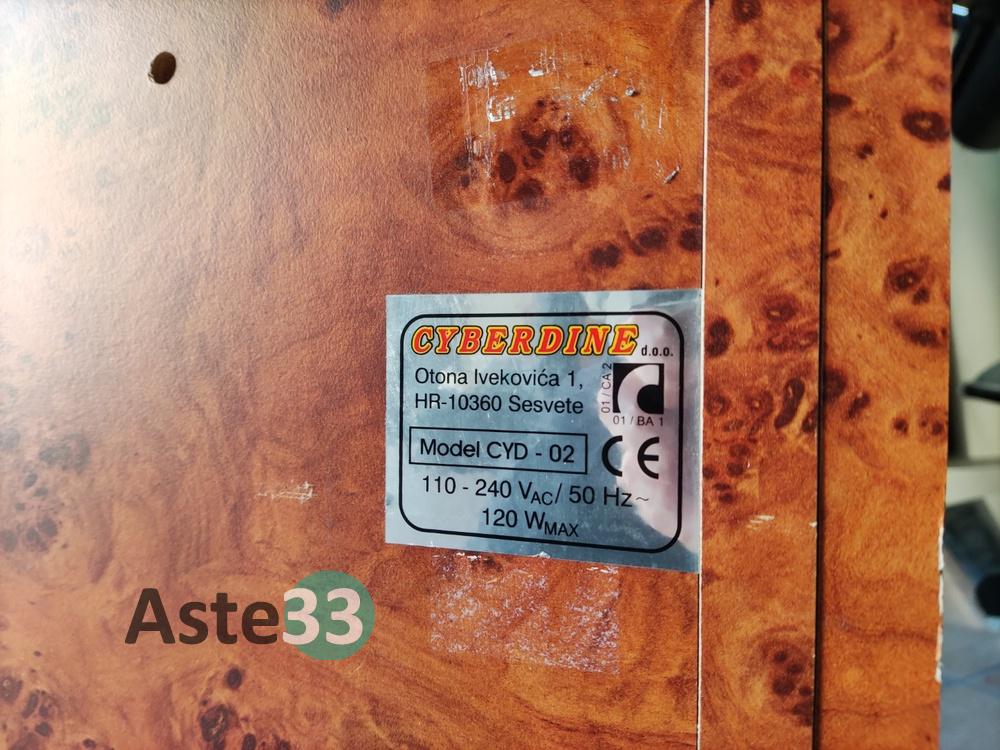 CYBERDINE d.o.o.
Otona Ivekovića 1,
HR-10360 Sesvete
01 / CA 2
01 / BA 1
Model CYD - 02
CE
110 - 240 VAC/ 50 Hz~
120 WMAX
Aste33